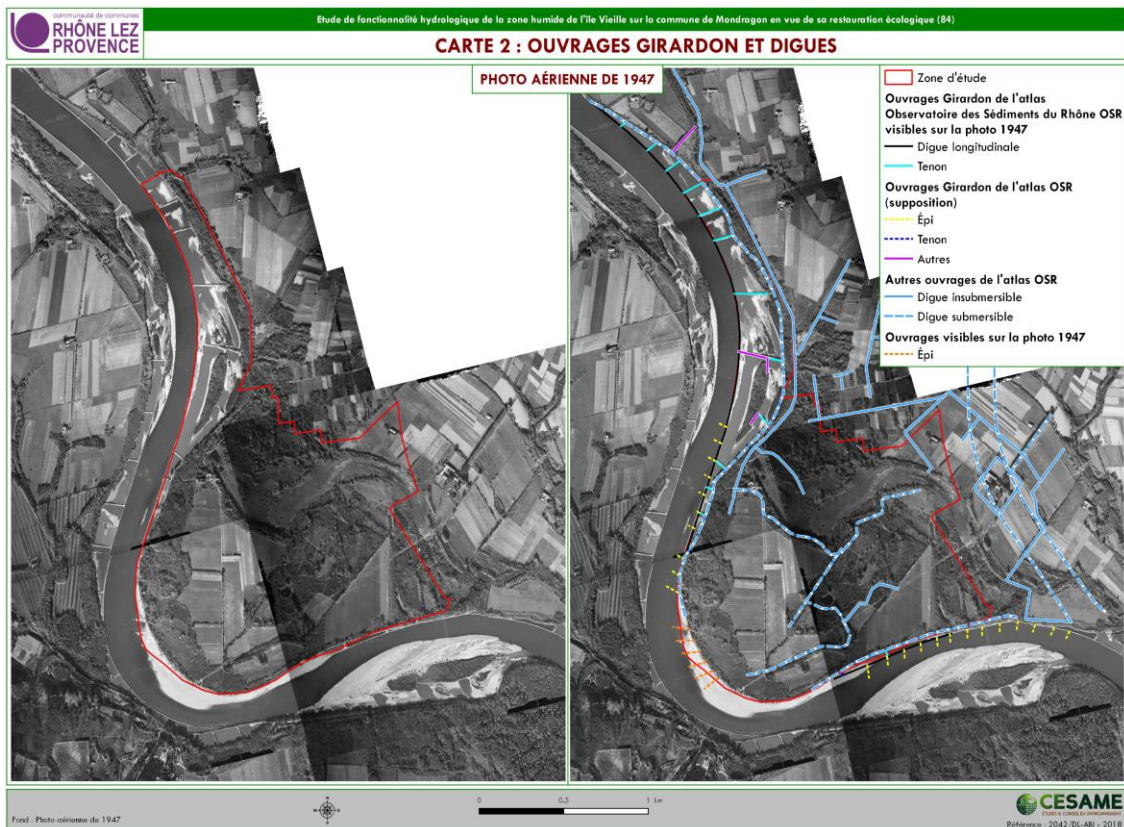 communauté de communes
RHÔNE LEZ
PROVENCE
Etude de fonctionnalité hydrologique de la zone humide de l'île Vieille sur la commune de Mondragon en vue de sa restauration écologique (84)
CARTE 2 : OUVRAGES GIRARDON ET DIGUES
PHOTO AÉRIENNE DE 1947
Zone d'étude
Ouvrages Girardon de l'atlas
Observatoire des Sédiments du Rhône OSR
visibles sur la photo 1947
Digue longitudinale
Tenon
Ouvrages Girardon de l'atlas OSR
(supposition)
Épi
Tenon
Autres
Autres ouvrages de l'atlas OSR
Digue insubmersible
Digue submersible
Ouvrages visibles sur la photo 1947
Épi
Fond : Photo aérienne de 1947
0 0,5 1 km
CESAME
ÉTUDES & CONSEILS EN ENVIRONNEMENT
Référence : 2042/DL-ABI - 2018